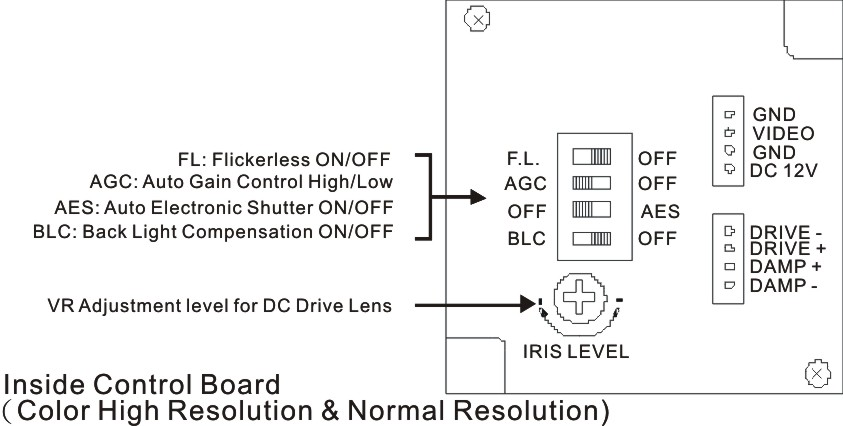 FL: Flickerless ON/OFF
AGC: Auto Gain Control High/Low
AES: Auto Electronic Shutter ON/OFF
BLC: Back Light Compensation ON/OFF
VR Adjustment level for DC Drive Lens
F.L. OFF
AGC OFF
OFF AES
BLC OFF
IRIS LEVEL
GND
VIDEO
GND
DC 12V
DRIVE -
DRIVE +
DAMP +
DAMP -
Inside Control Board
(Color High Resolution & Normal Resolution)